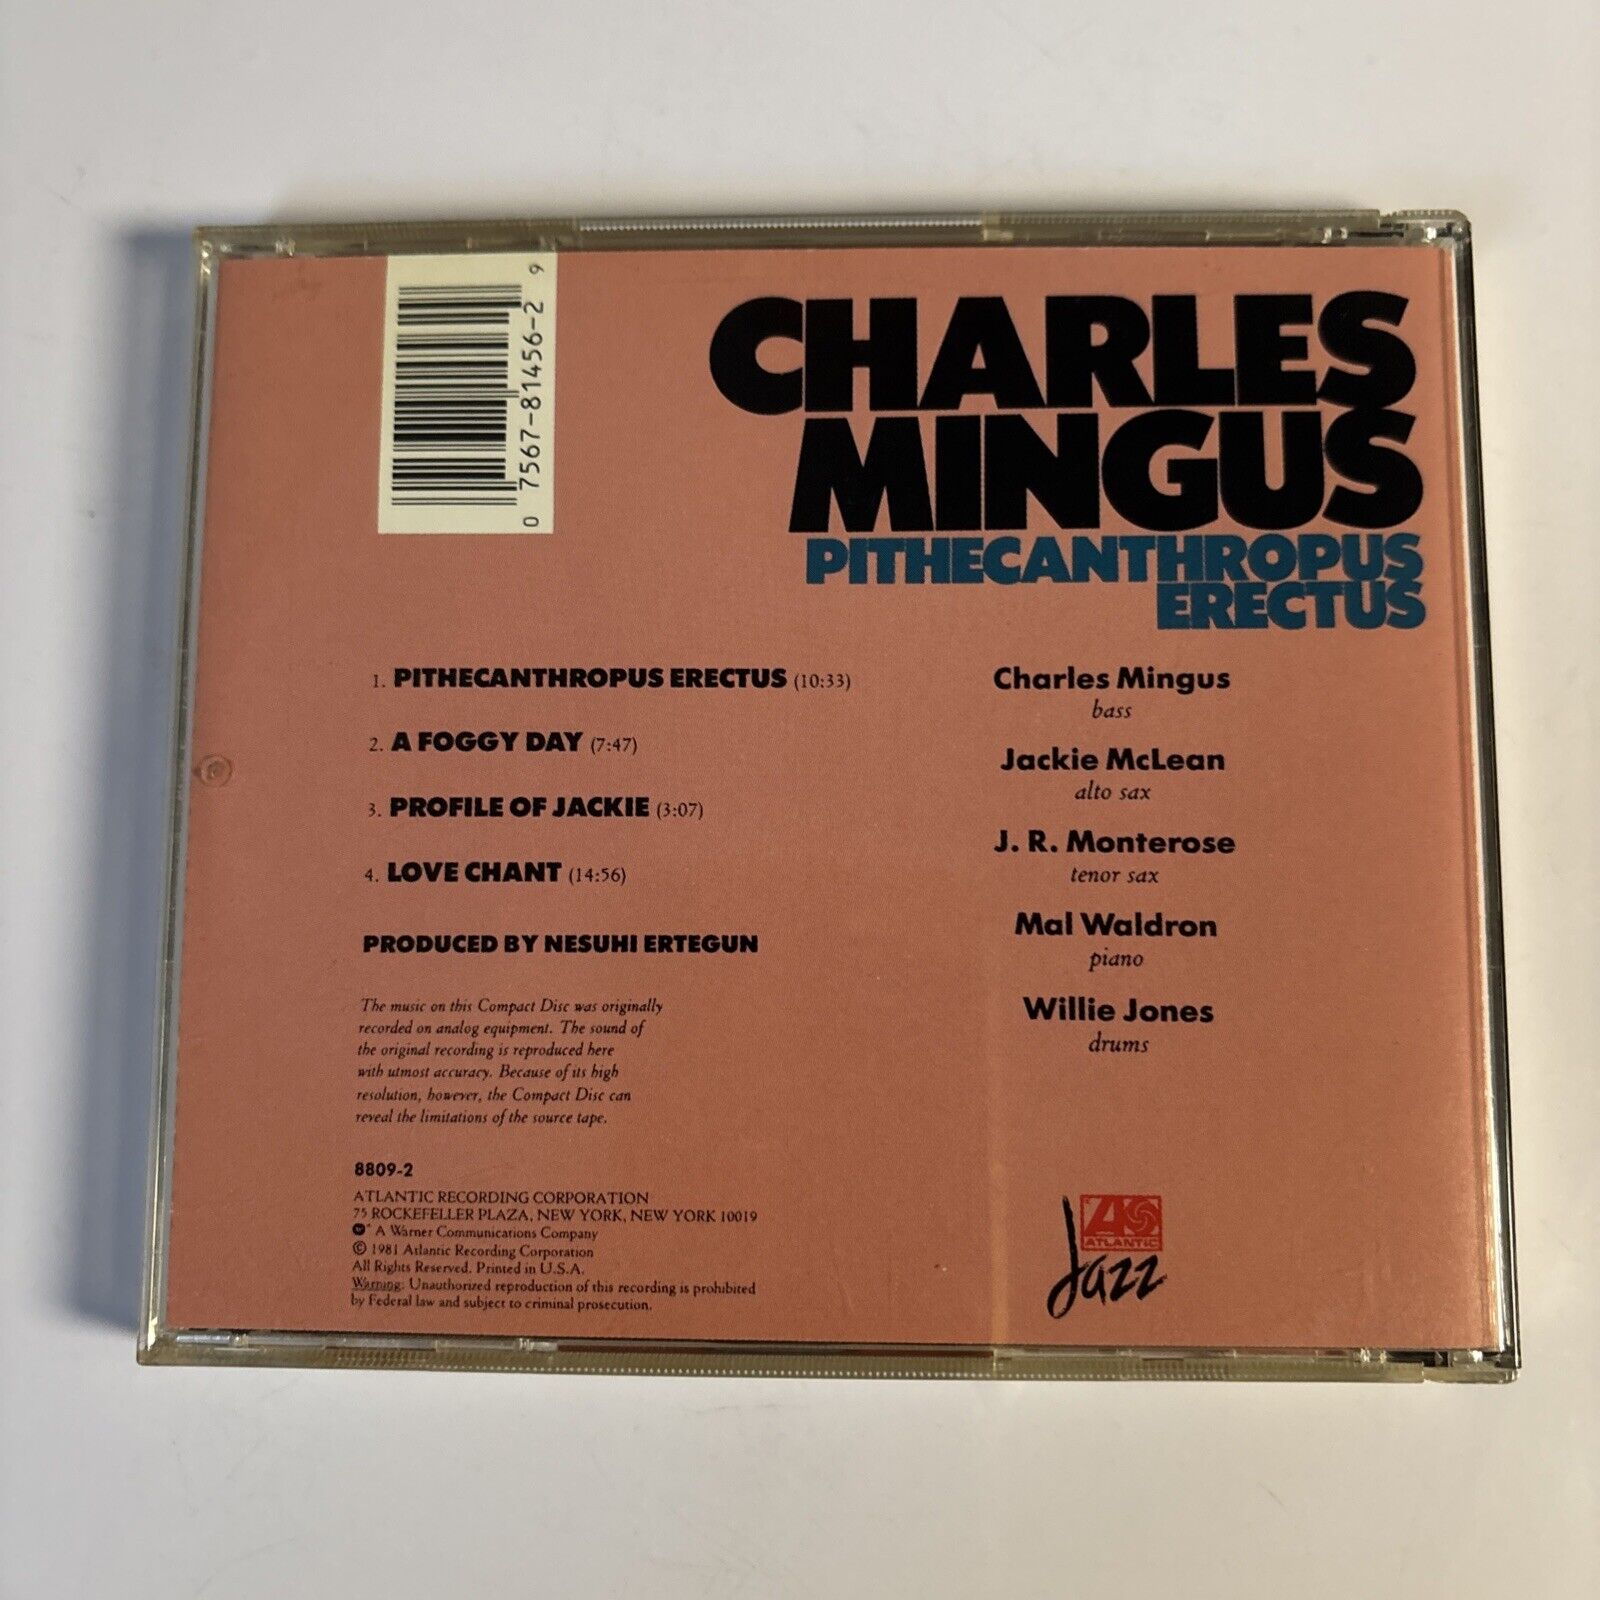 0 7567-81456-2 9
CHARLES
MINGUS
PITHECANTHROPUS
ERECTUS
1. PITHECANTHROPUS ERECTUS (10:33)
2. A FOGGY DAY (7:47)
3. PROFILE OF JACKIE (3:07)
4. LOVE CHANT (14:56)
PRODUCED BY NESUHI ERTEGUN
The music on this Compact Disc was originally
recorded on analog equipment. The sound of
the original recording is reproduced here
with utmost accuracy. Because of its high
resolution, however, the Compact Disc can
reveal the limitations of the source tape.
8809-2
ATLANTIC RECORDING CORPORATION
75 ROCKEFELLER PLAZA, NEW YORK, NEW YORK 10019
A Warner Communications Company
© 1981 Atlantic Recording Corporation
All Rights Reserved. Printed in U.S.A.
Warning: Unauthorized reproduction of this recording is prohibited
by Federal law and subject to criminal prosecution.
Charles Mingus
bass
Jackie McLean
alto sax
J. R. Monterose
tenor sax
Mal Waldron
piano
Willie Jones
drums
ATLANTIC
Jazz